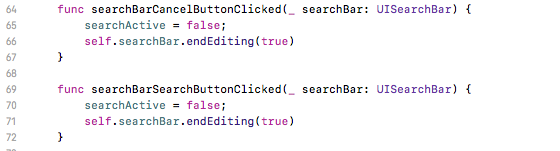 64 func searchBarCancelButtonClicked(_ searchBar: UISearchBar) {
65 searchActive = false;
66 self.searchBar.endEditing(true)
67 }
68
69 func searchBarSearchButtonClicked(_ searchBar: UISearchBar) {
70 searchActive = false;
71 self.searchBar.endEditing(true)
72 }